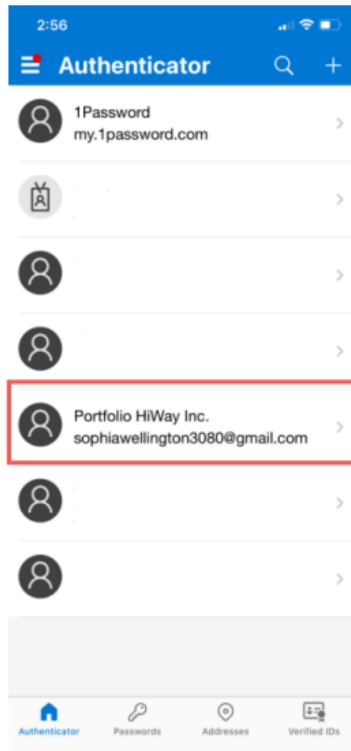 2:56
Authenticator
1Password
my.1password.com
Portfolio HiWay Inc.
sophiawellington3080@gmail.com
Authenticator
Passwords
Addresses
Verified IDs